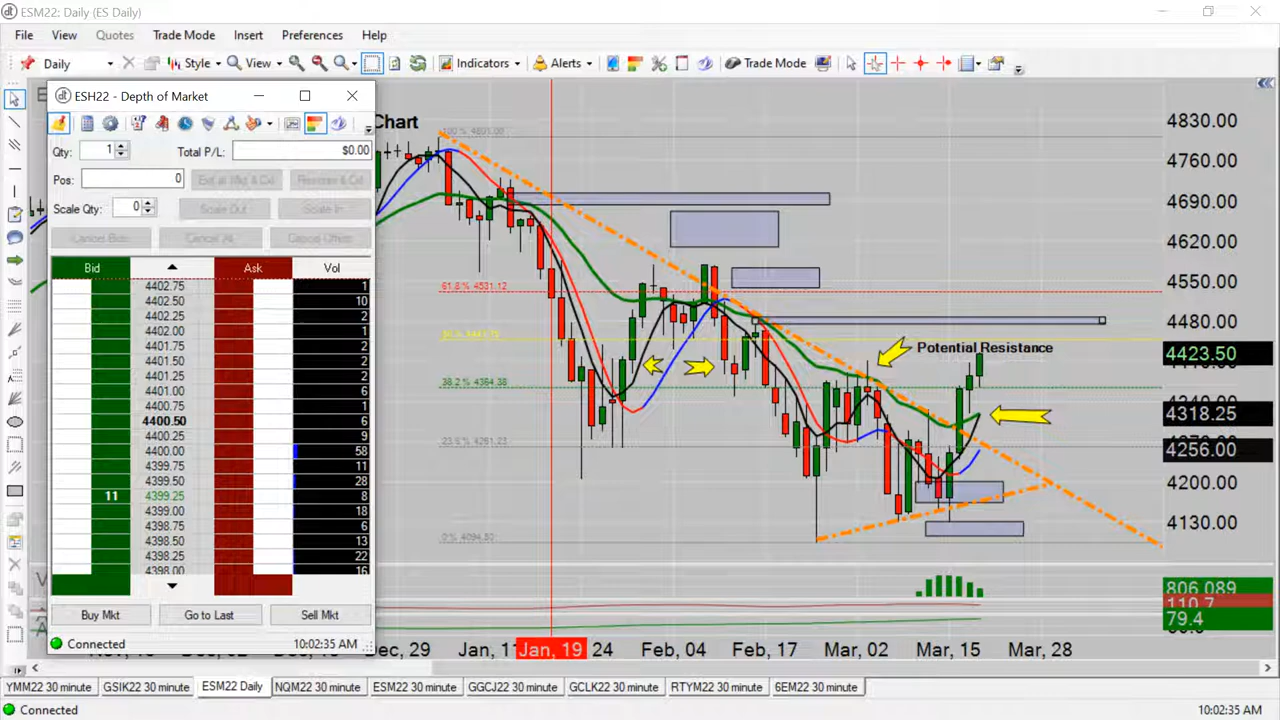 ESM22: Daily (ES Daily)
File View Quotes Trade Mode Insert Preferences Help
Daily Style View Indicators Alerts Trade Mode
ESH22 - Depth of Market
Qty: 1 Total P/L: $0.00
Pos: 0
Scale Qty: 0 Scale Out Scale In
Cancel Bids Cancel All Cancel Offers
Bid Ask Vol
4402.75 1
4402.50 10
4402.25 2
4402.00 1
4401.75 2
4401.50 2
4401.25 2
4401.00 6
4400.75 1
4400.50 6
4400.25 9
4400.00 58
4399.75 11
4399.50 28
11 4399.25 8
4399.00 18
4398.75 6
4398.50 13
4398.25 22
4398.00 16
Buy Mkt Go to Last Sell Mkt
Connected 10:02:35 AM
Chart
61.8 % 4531.12
38.2 % 4364.38
23.6 % 4261.23
0 % 4094.50
Potential Resistance
4830.00
4760.00
4690.00
4620.00
4550.00
4480.00
4423.50
4318.25
4256.00
4200.00
4130.00
806,089
110.7
79.4
Dec, 29 Jan, 1 Jan, 19 24 Feb, 04 Feb, 17 Mar, 02 Mar, 15 Mar, 28
YMM22 30 minute GSIK22 30 minute ESM22 Daily NQM22 30 minute ESM22 30 minute GGCJ22 30 minute GCLK22 30 minute RTYM22 30 minute 6EM22 30 minute
Connected 10:02:35 AM